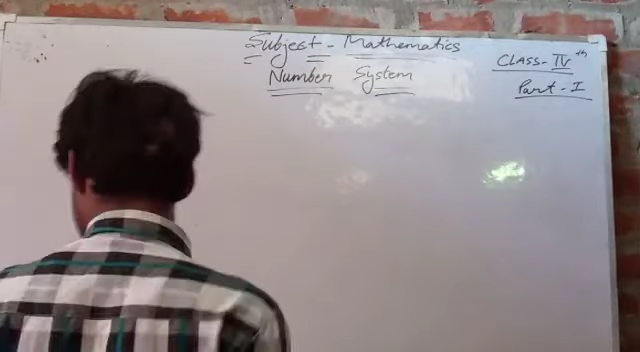 Subject - Mathematics
Number System
CLASS - IV th
Part - I